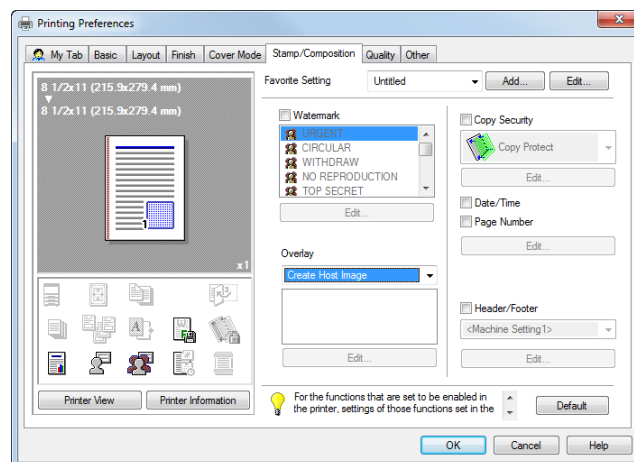 Printing Preferences
My Tab Basic Layout Finish Cover Mode Stamp/Composition Quality Other
8 1/2x11 (215.9x279.4 mm)
8 1/2x11 (215.9x279.4 mm)
1
x1
Printer View Printer Information
Favorite Setting Untitled Add... Edit...
Watermark
URGENT
CIRCULAR
WITHDRAW
NO REPRODUCTION
TOP SECRET
Edit...
Overlay
Create Host Image
Edit...
Copy Security
Copy Protect
Edit...
Date/Time
Page Number
Edit...
Header/Footer
<Machine Setting1>
Edit...
For the functions that are set to be enabled in
the printer, settings of those functions set in the
Default
OK Cancel Help